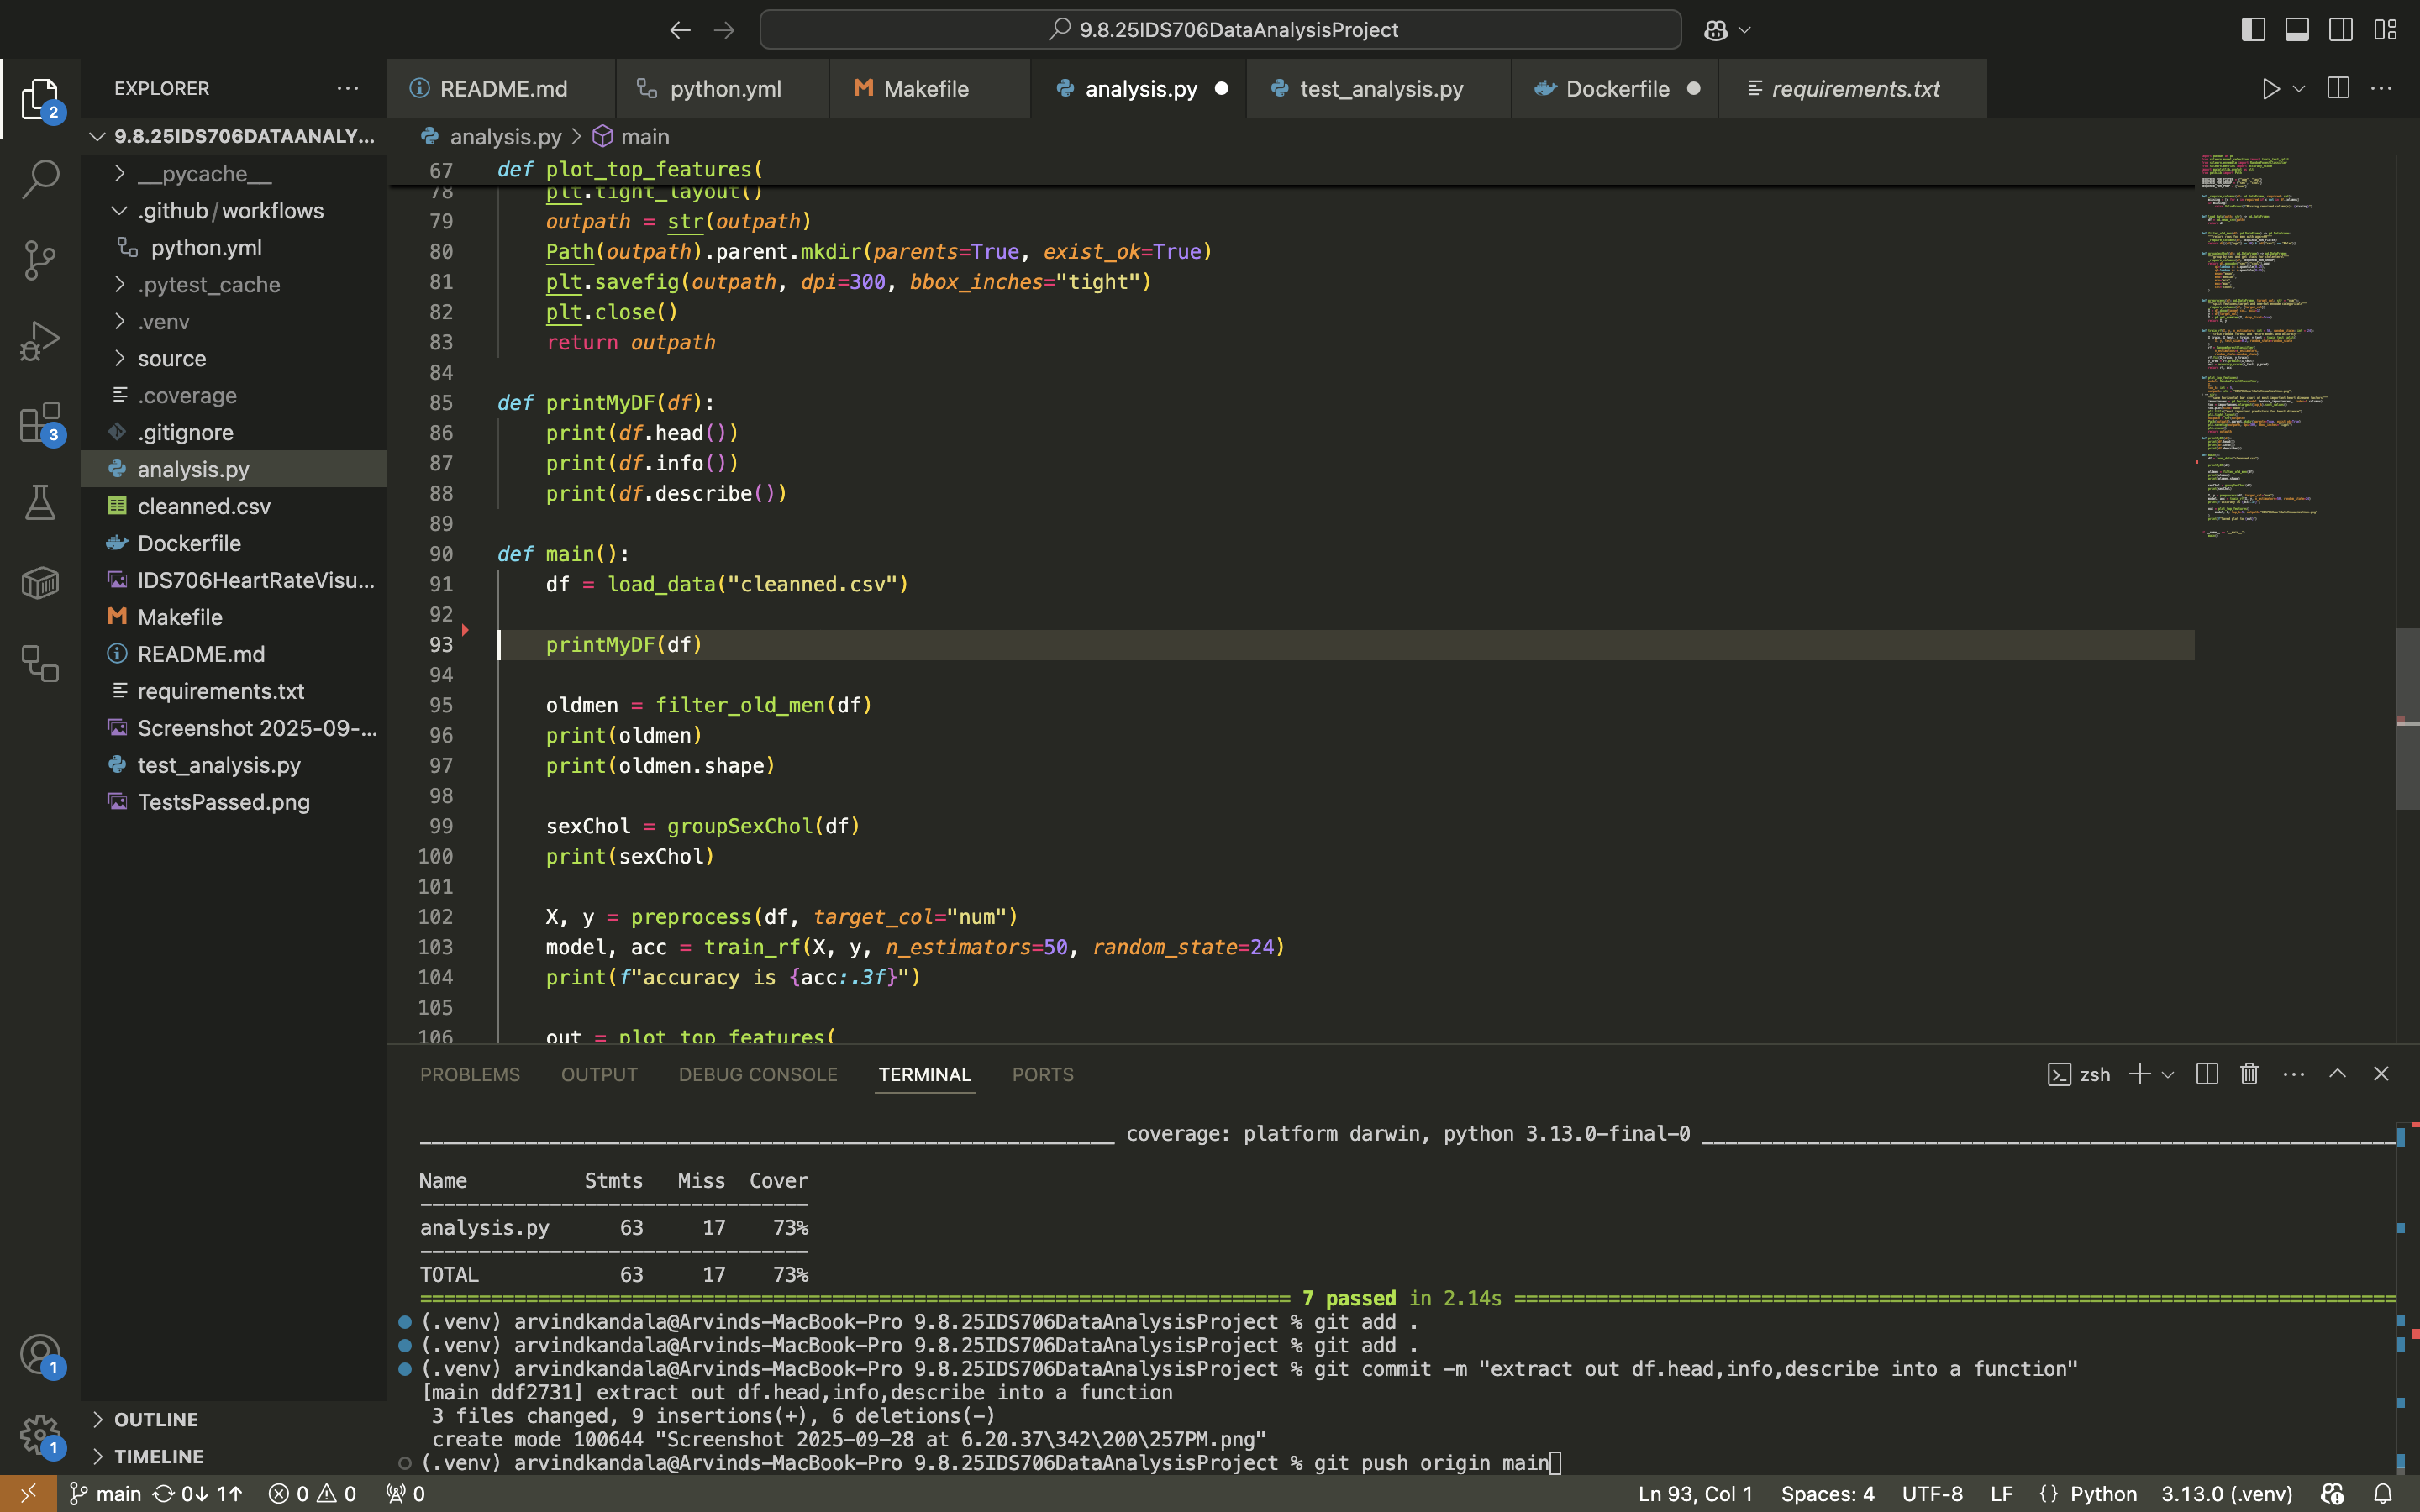 9.8.25IDS706DataAnalysisProject
EXPLORER
README.md
python.yml
Makefile
analysis.py
test_analysis.py
Dockerfile
requirements.txt
2
9.8.25IDS706DATAANALY...
__pycache__
.github/workflows
python.yml
.pytest_cache
.venv
source
.coverage
.gitignore
analysis.py
cleanned.csv
Dockerfile
IDS706HeartRateVisu...
Makefile
README.md
requirements.txt
Screenshot 2025-09-...
test_analysis.py
TestsPassed.png
3
1
1
OUTLINE
TIMELINE
analysis.py > main
67 def plot_top_features(
78 plt.tight_layout()
79 outpath = str(outpath)
80 Path(outpath).parent.mkdir(parents=True, exist_ok=True)
81 plt.savefig(outpath, dpi=300, bbox_inches="tight")
82 plt.close()
83 return outpath
84
85 def printMyDF(df):
86 print(df.head())
87 print(df.info())
88 print(df.describe())
89
90 def main():
91 df = load_data("cleanned.csv")
92
93 printMyDF(df)
94
95 oldmen = filter_old_men(df)
96 print(oldmen)
97 print(oldmen.shape)
98
99 sexChol = groupSexChol(df)
100 print(sexChol)
101
102 X, y = preprocess(df, target_col="num")
103 model, acc = train_rf(X, y, n_estimators=50, random_state=24)
104 print(f"accuracy is {acc:.3f}")
105
106 out = plot_top_features(
PROBLEMS OUTPUT DEBUG CONSOLE TERMINAL PORTS
zsh
coverage: platform darwin, python 3.13.0-final-0
Name Stmts Miss Cover
analysis.py 63 17 73%
TOTAL 63 17 73%
7 passed in 2.14s
(.venv) arvindkandala@Arvinds-MacBook-Pro 9.8.25IDS706DataAnalysisProject % git add .
(.venv) arvindkandala@Arvinds-MacBook-Pro 9.8.25IDS706DataAnalysisProject % git add .
(.venv) arvindkandala@Arvinds-MacBook-Pro 9.8.25IDS706DataAnalysisProject % git commit -m "extract out df.head,info,describe into a function"
[main ddf2731] extract out df.head,info,describe into a function
3 files changed, 9 insertions(+), 6 deletions(-)
create mode 100644 "Screenshot 2025-09-28 at 6.20.37\342\200\257PM.png"
(.venv) arvindkandala@Arvinds-MacBook-Pro 9.8.25IDS706DataAnalysisProject % git push origin main
main 0↓ 1↑ 0 0 0
Ln 93, Col 1 Spaces: 4 UTF-8 LF {} Python 3.13.0 (.venv)